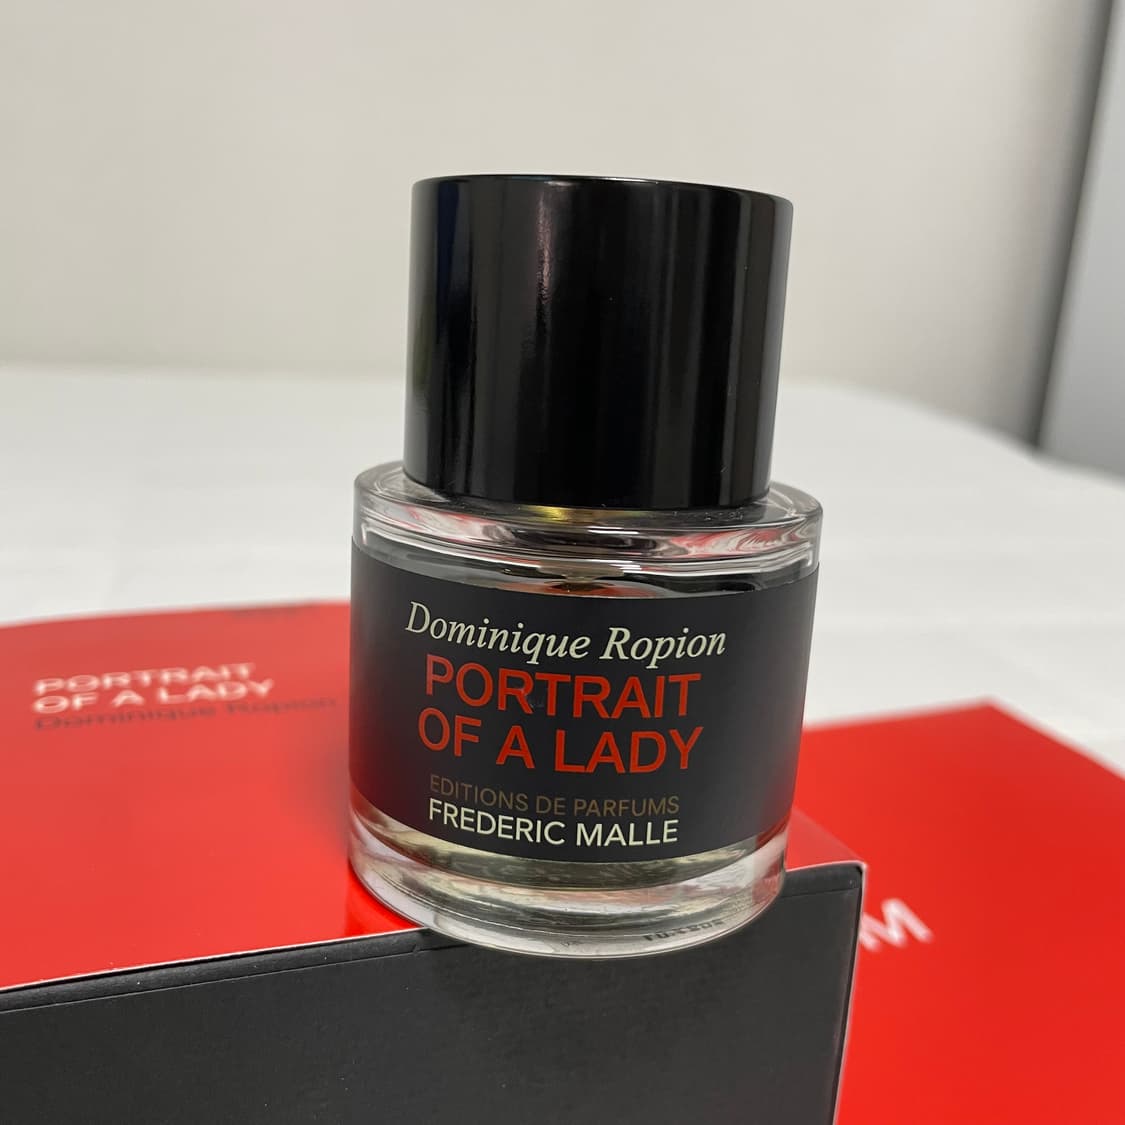 Dominique Ropion
PORTRAIT
OF A LADY
EDITIONS DE PARFUMS
FREDERIC MALLE
PORTRAIT
OF A LADY
Dominique Ropion
M